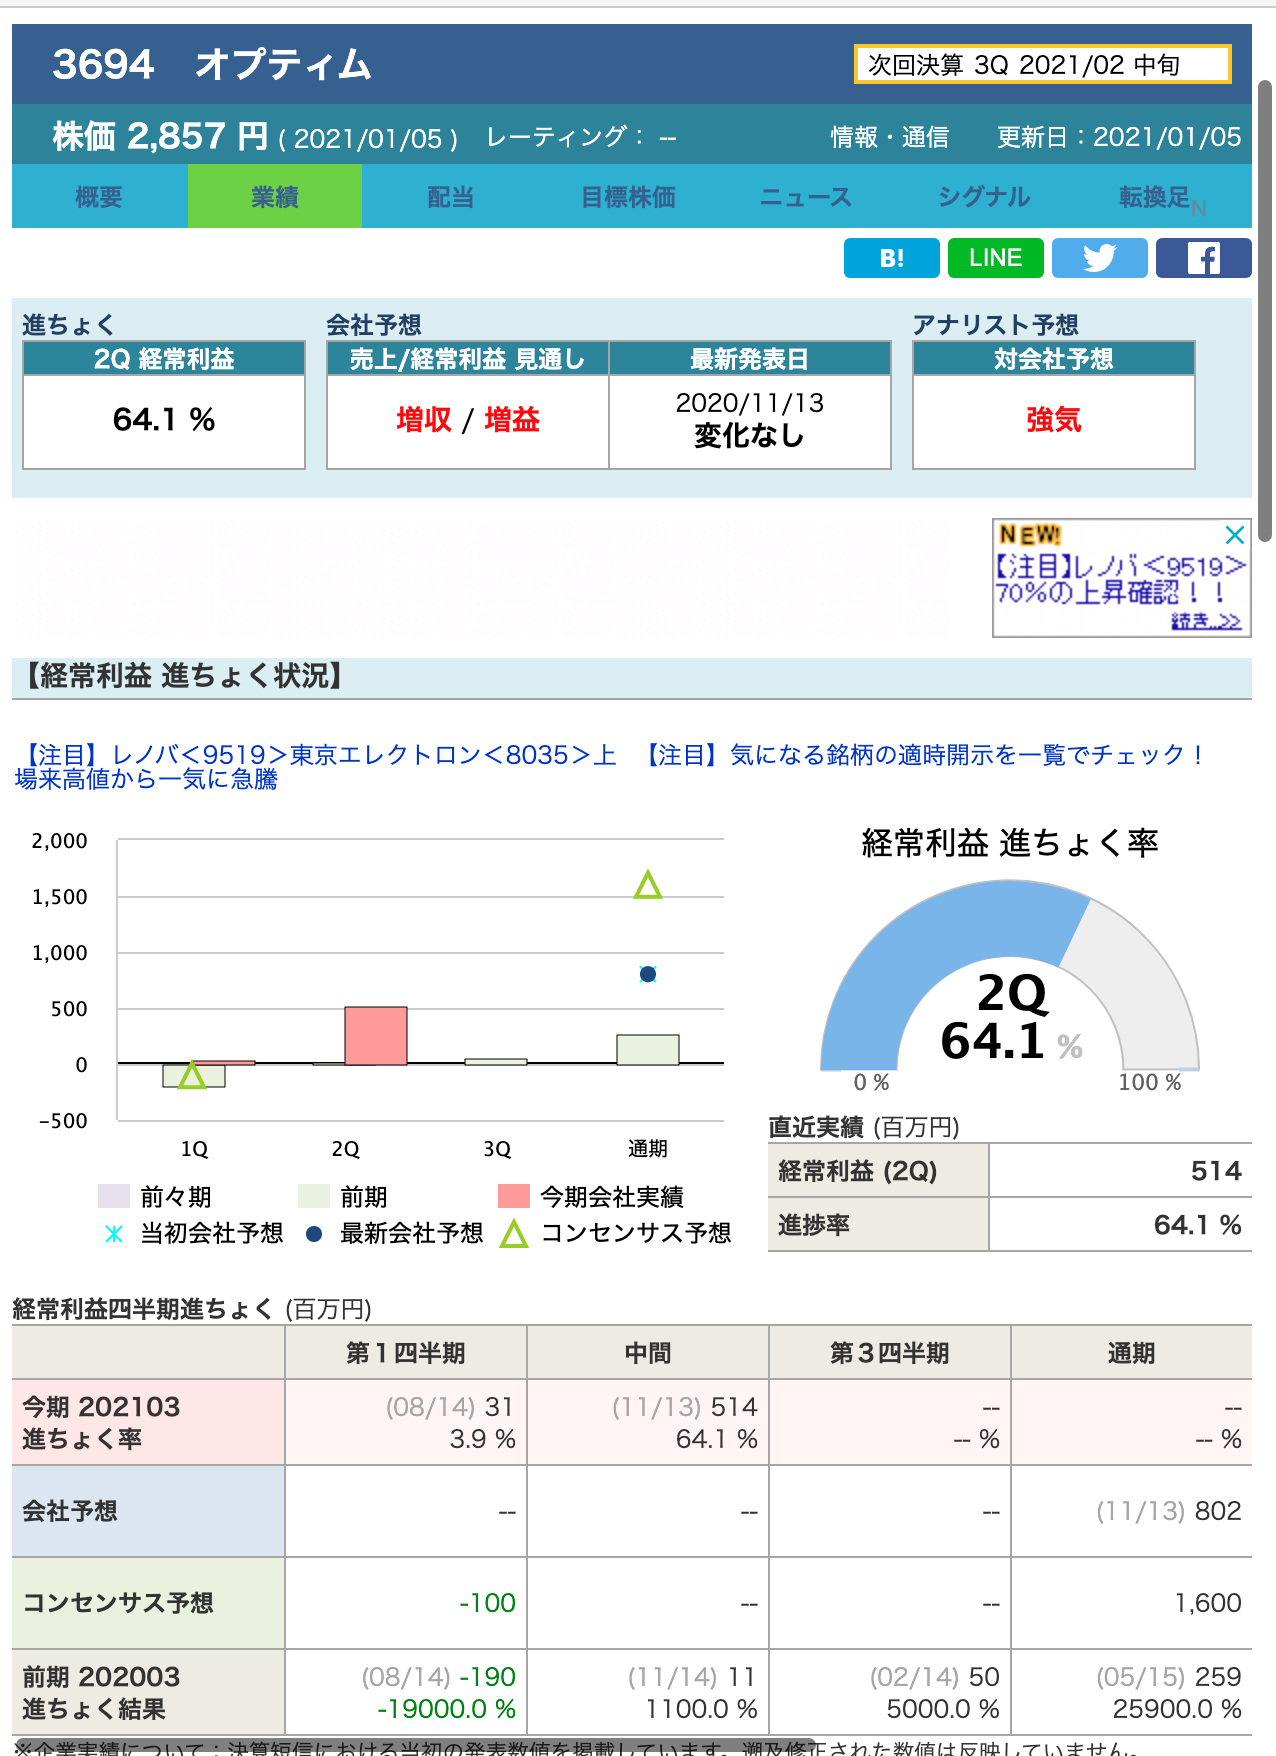 3694 オプティム
次回決算 3Q 2021/02 中旬
株価 2,857 円 ( 2021/01/05 ) レーティング： --
情報・通信 更新日：2021/01/05
概要 業績 配当 目標株価 ニュース シグナル 転換足N
B! LINE
進ちょく 会社予想 アナリスト予想
2Q 経常利益 売上/経常利益 見通し 最新発表日 対会社予想
64.1 % 増収 / 増益 2020/11/13 強気
変化なし
NEW!
【注目】レノバ<9519>
70%の上昇確認！！
続き..>>
【経常利益 進ちょく状況】
【注目】レノバ＜9519＞東京エレクトロン＜8035＞上
場来高値から一気に急騰
【注目】気になる銘柄の適時開示を一覧でチェック！
2,000
1,500
1,000
500
0
-500
1Q 2Q 3Q 通期
前々期 前期 今期会社実績
当初会社予想 最新会社予想 コンセンサス予想
経常利益 進ちょく率
2Q
64.1 %
0 % 100 %
直近実績 (百万円)
経常利益 (2Q) 514
進捗率 64.1 %
経常利益四半期進ちょく (百万円)
第１四半期 中間 第３四半期 通期
今期 202103 (08/14) 31 (11/13) 514 -- --
進ちょく率 3.9 % 64.1 % -- % -- %
会社予想 -- -- -- (11/13) 802
コンセンサス予想 -100 -- -- 1,600
前期 202003 (08/14) -190 (11/14) 11 (02/14) 50 (05/15) 259
進ちょく結果 -19000.0 % 1100.0 % 5000.0 % 25900.0 %
※企業実績について：決算短信における当初の発表数値を掲載しています。遡及修正された数値は反映していません。